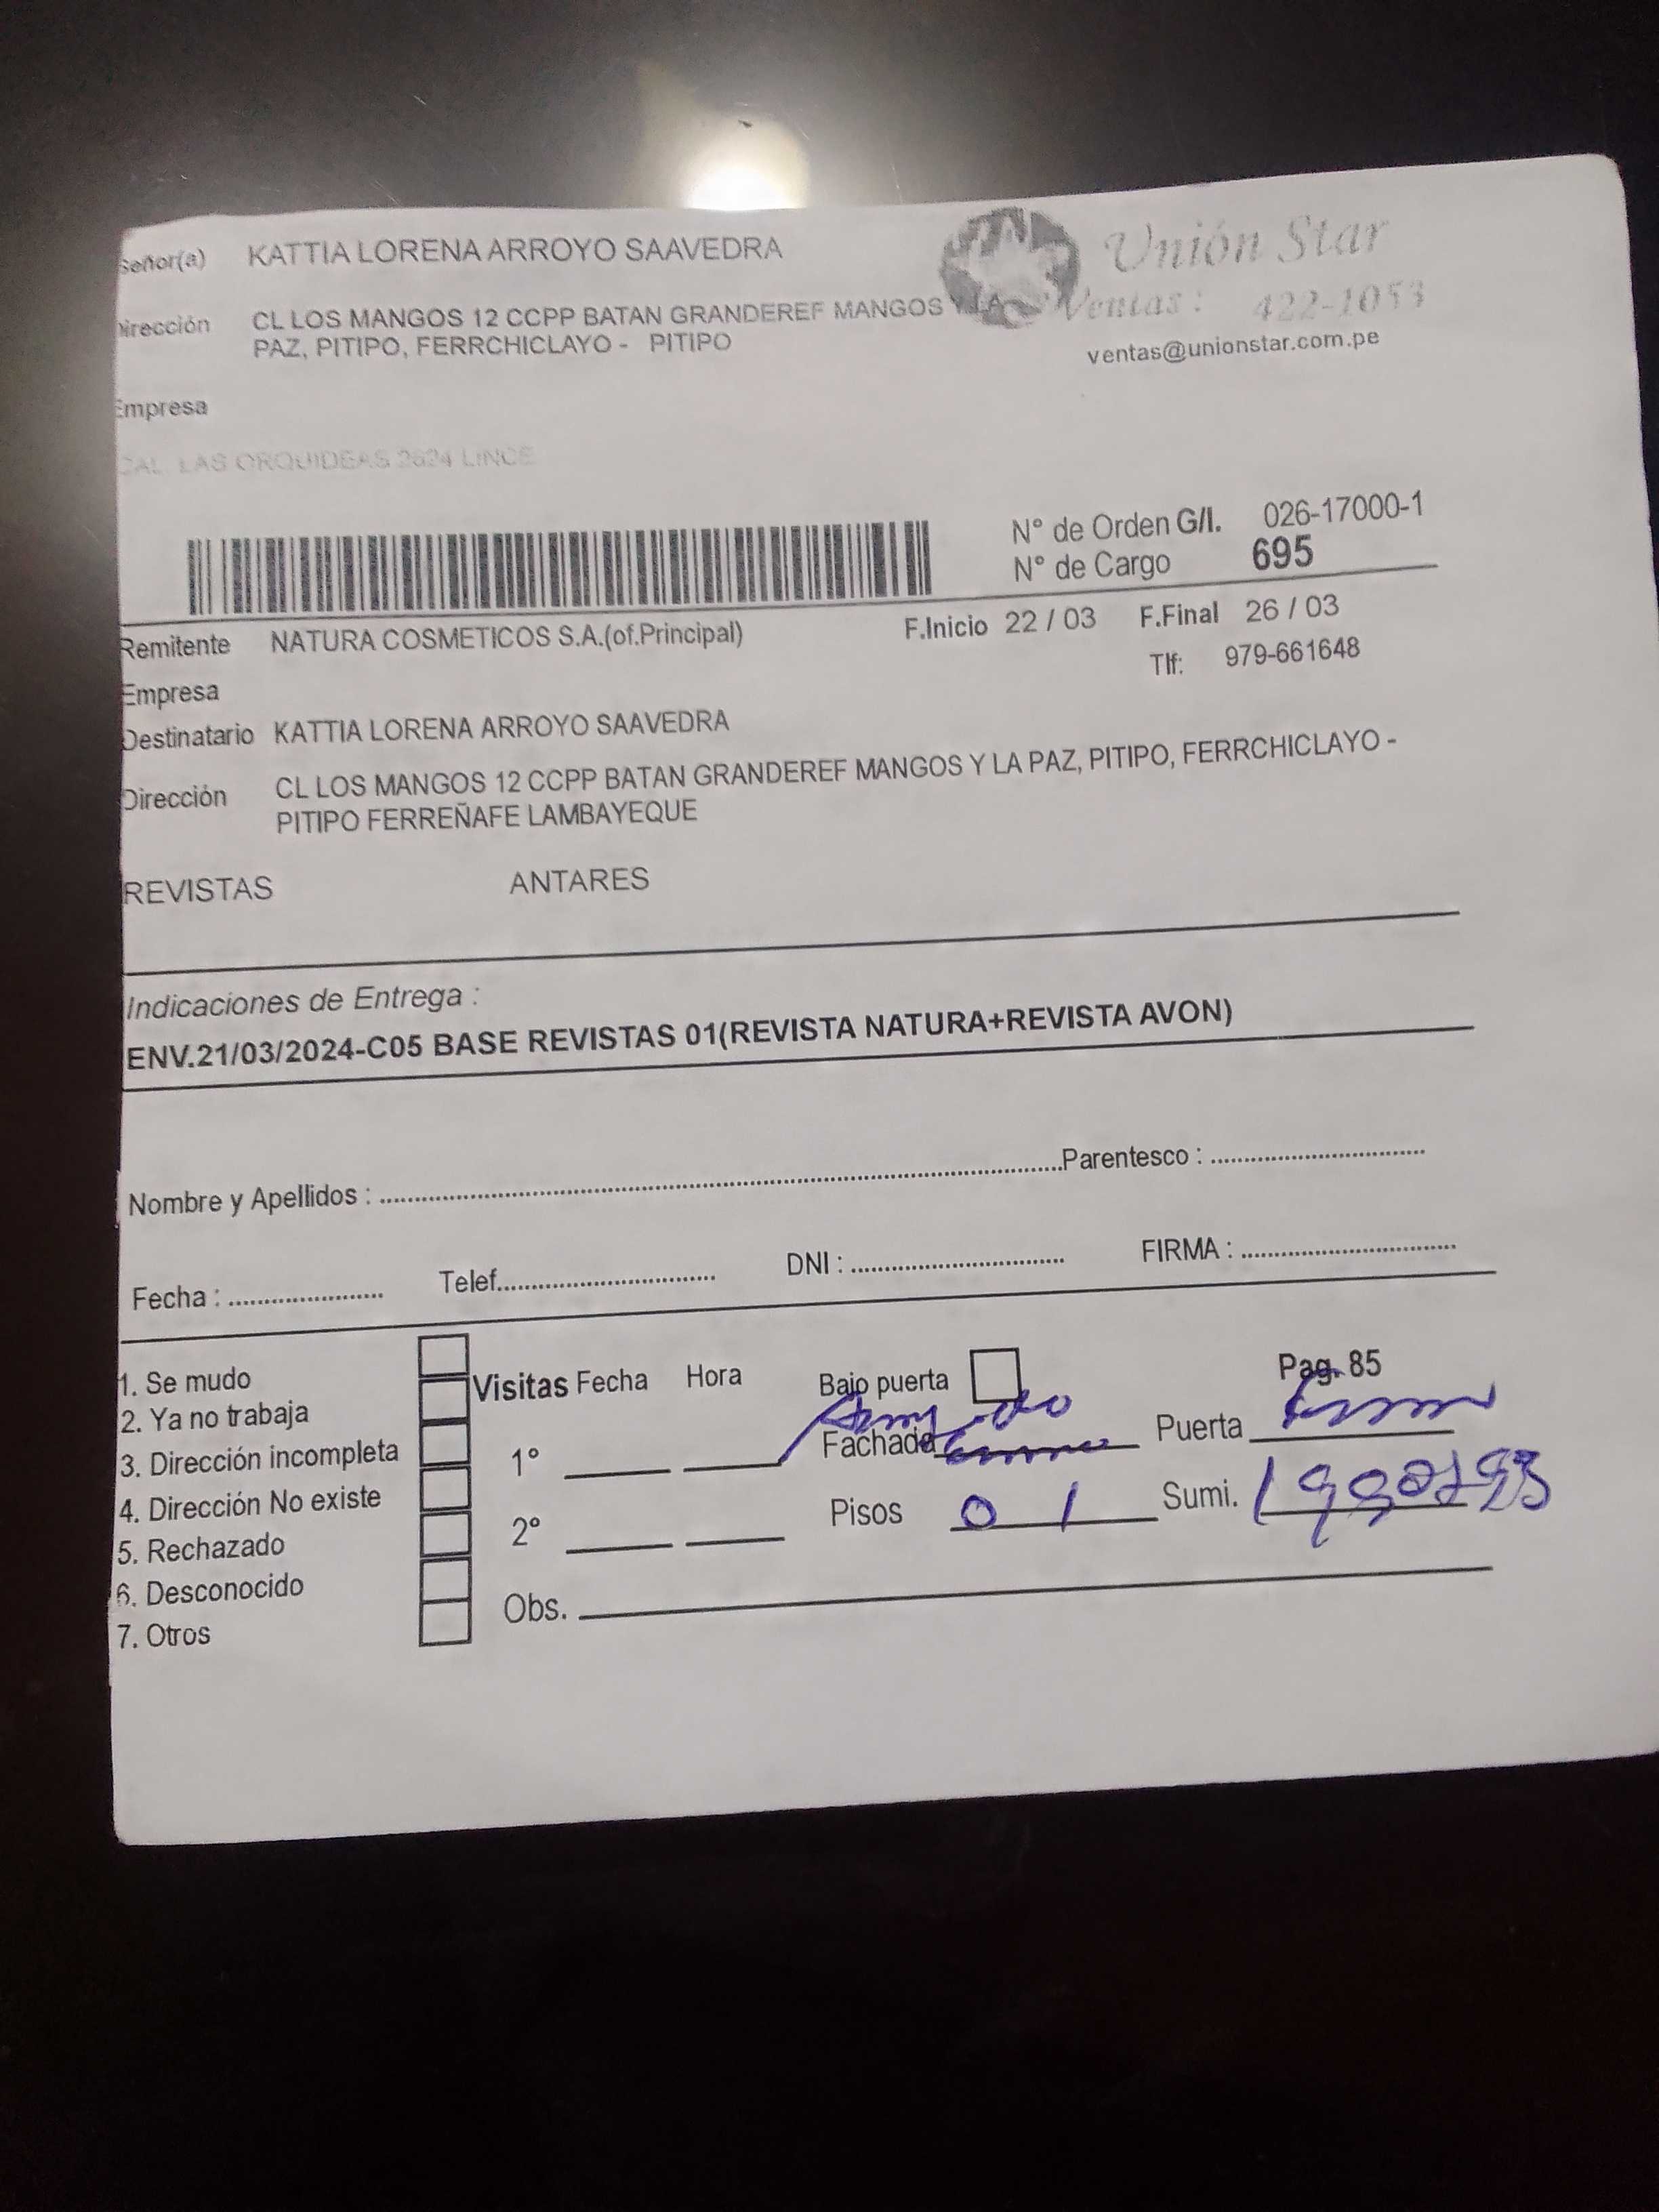 Señor(a) KATTIA LORENA ARROYO SAAVEDRA
Unión Star
Dirección CL LOS MANGOS 12 CCPP BATAN GRANDEREF MANGOS Y LA
PAZ, PITIPO, FERRCHICLAYO - PITIPO
Ventas : 422-1053
ventas@unionstar.com.pe
Empresa
CAL. LAS ORQUIDEAS 2624 LINCE
N° de Orden G/I. 026-17000-1
N° de Cargo 695
Remitente NATURA COSMETICOS S.A.(of.Principal) F.Inicio 22 / 03 F.Final 26 / 03
Tlf: 979-661648
Empresa
Destinatario KATTIA LORENA ARROYO SAAVEDRA
Dirección CL LOS MANGOS 12 CCPP BATAN GRANDEREF MANGOS Y LA PAZ, PITIPO, FERRCHICLAYO -
PITIPO FERREÑAFE LAMBAYEQUE
REVISTAS ANTARES
Indicaciones de Entrega :
ENV.21/03/2024-C05 BASE REVISTAS 01(REVISTA NATURA+REVISTA AVON)
Nombre y Apellidos : Parentesco :
Fecha : Telef. DNI : FIRMA :
1. Se mudo
2. Ya no trabaja
3. Dirección incompleta
4. Dirección No existe
5. Rechazado
6. Desconocido
7. Otros
Visitas Fecha Hora
1°
2°
Obs.
Bajo puerta
Pag. 85
Fachada
Puerta
Pisos 01
Sumi.